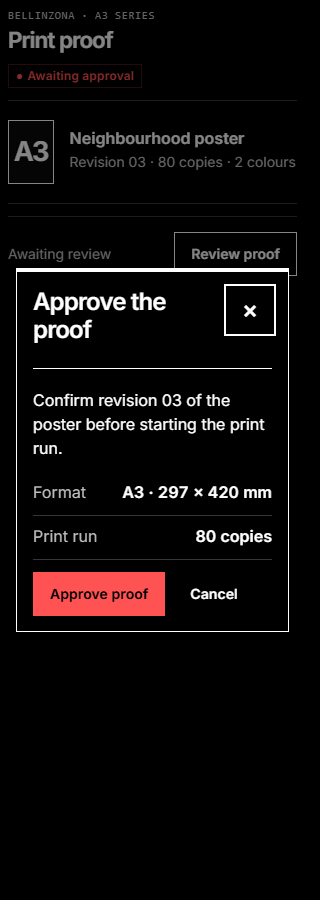 BELLINZONA · A3 SERIES
Print proof
● Awaiting approval
A3
Neighbourhood poster
Revision 03 · 80 copies · 2 colours
Awaiting review
Review proof
Approve the
proof
×
Confirm revision 03 of the
poster before starting the print
run.
Format
A3 · 297 × 420 mm
Print run
80 copies
Approve proof
Cancel